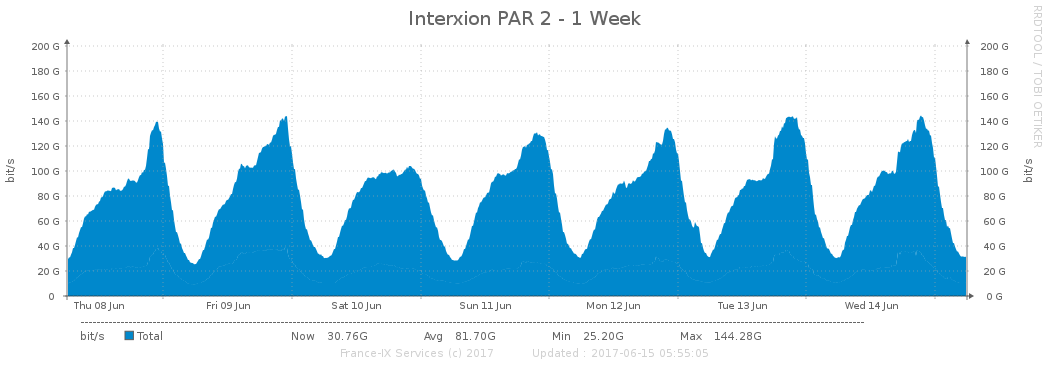 Interxion PAR 2 - 1 Week
RRDTOOL / TOBI OETIKER
bit/s
200 G
180 G
160 G
140 G
120 G
100 G
80 G
60 G
40 G
20 G
0
200 G
180 G
160 G
140 G
120 G
100 G
80 G
60 G
40 G
20 G
0 G
bit/s
Thu 08 Jun Fri 09 Jun Sat 10 Jun Sun 11 Jun Mon 12 Jun Tue 13 Jun Wed 14 Jun
bit/s Total Now 30.76G Avg 81.70G Min 25.20G Max 144.28G
France-IX Services (c) 2017 Updated : 2017-06-15 05:55:05